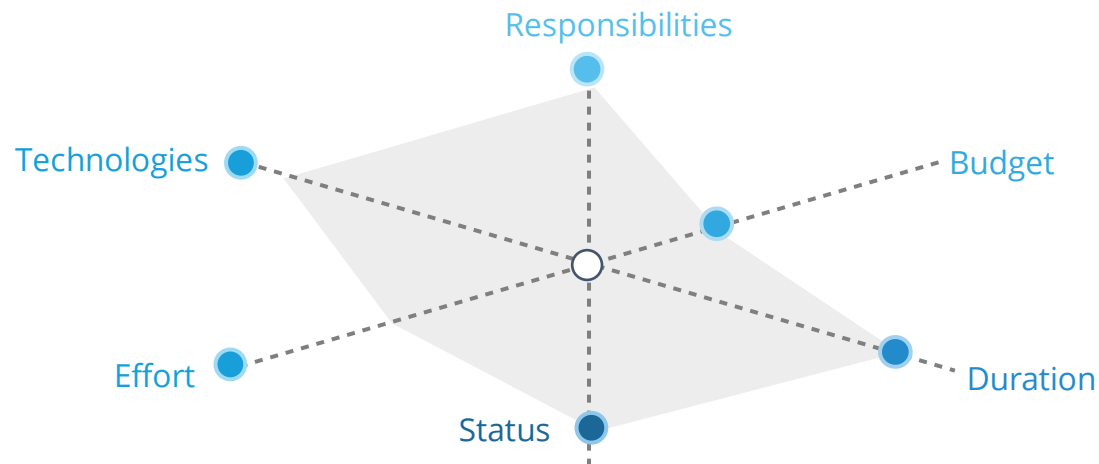 Responsibilities
Technologies
Budget
Effort
Duration
Status